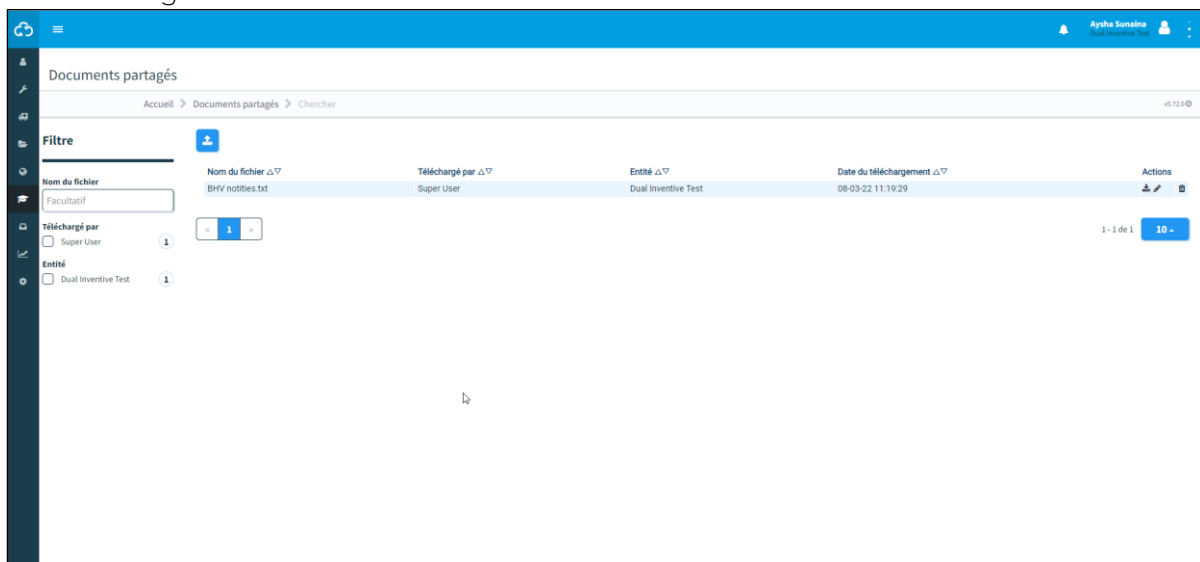 Aysha Sunaina
Dual Inventive Test
Documents partagés
Accueil > Documents partagés > Chercher
v5.72.0
Filtre
Nom du fichier
Facultatif
Téléchargé par
Super User 1
Entité
Dual Inventive Test 1
Nom du fichier △▽ Téléchargé par △▽ Entité △▽ Date du téléchargement △▽ Actions
BHV notities.txt Super User Dual Inventive Test 08-03-22 11:19:29
« 1 »
1 - 1 de 1 10